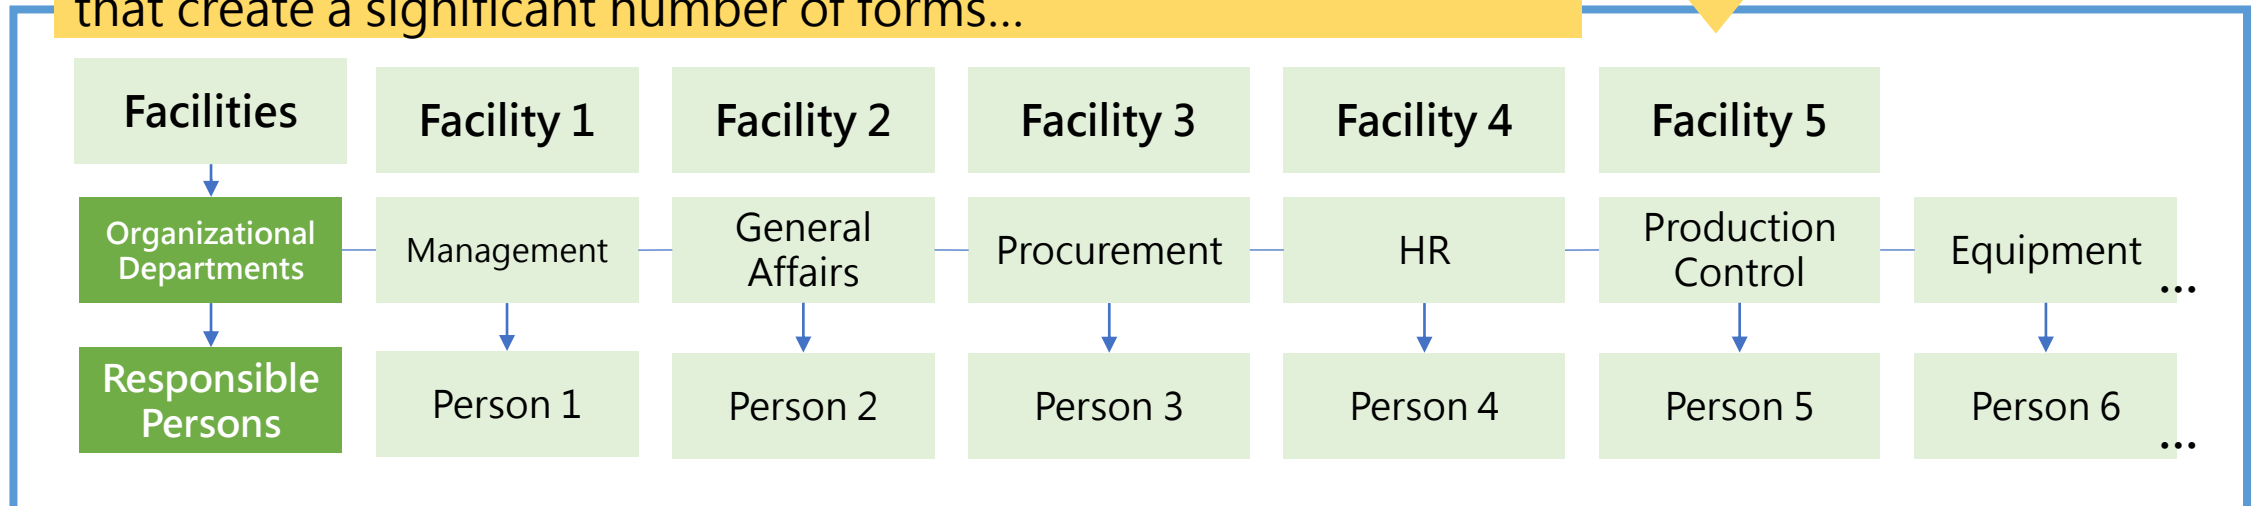 that create a significant number of forms...
Facilities
Facility 1
Facility 2
Facility 3
Facility 4
Facility 5
Organizational
Departments
Management
General
Affairs
Procurement
HR
Production
Control
Equipment
...
Responsible
Persons
Person 1
Person 2
Person 3
Person 4
Person 5
Person 6
...